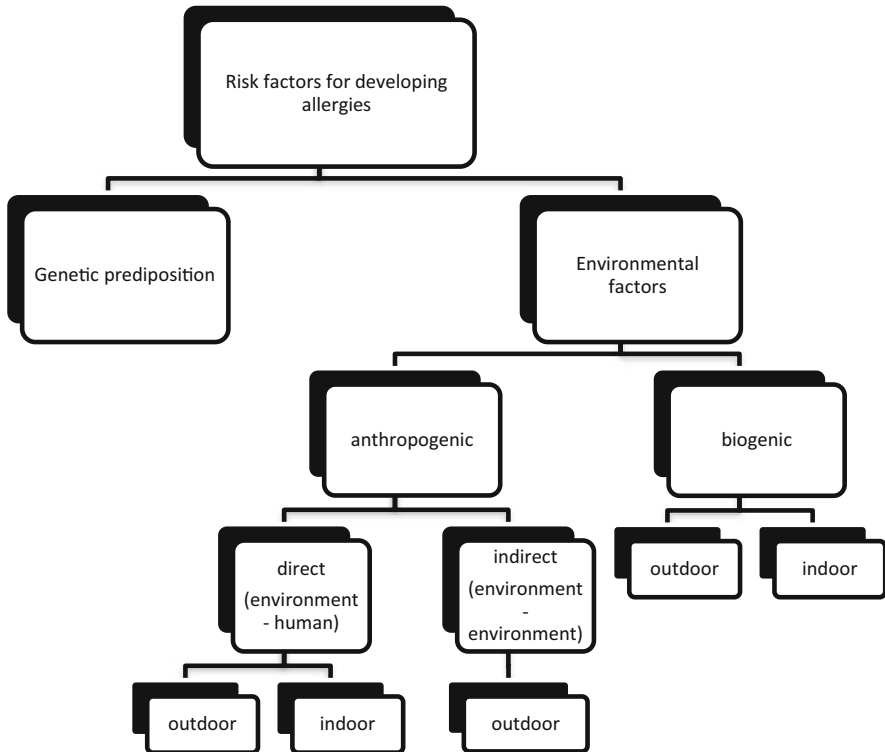 Risk factors for developing
allergies
Genetic prediposition
Environmental
factors
anthropogenic
biogenic
direct
(environment
- human)
indirect
(environment
-
environment)
outdoor
indoor
outdoor
indoor
outdoor